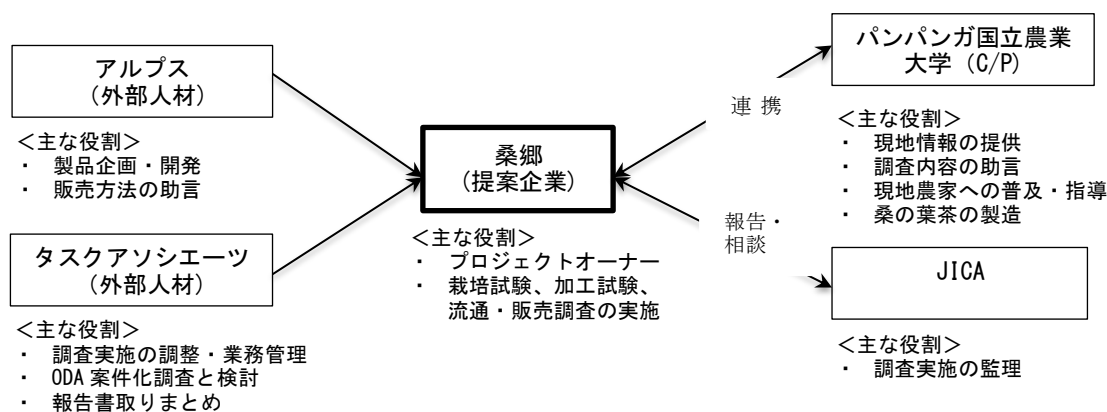 アルプス
（外部人材）
＜主な役割＞
・ 製品企画・開発
・ 販売方法の助言
タスクアソシエーツ
（外部人材）
＜主な役割＞
・ 調査実施の調整・業務管理
・ ODA 案件化調査と検討
・ 報告書取りまとめ
桑郷
（提案企業）
＜主な役割＞
・ プロジェクトオーナー
・ 栽培試験、加工試験、
流通・販売調査の実施
連 携
報告・
相談
パンパンガ国立農業
大学（C/P）
＜主な役割＞
・ 現地情報の提供
・ 調査内容の助言
・ 現地農家への普及・指導
・ 桑の葉茶の製造
JICA
＜主な役割＞
・ 調査実施の監理